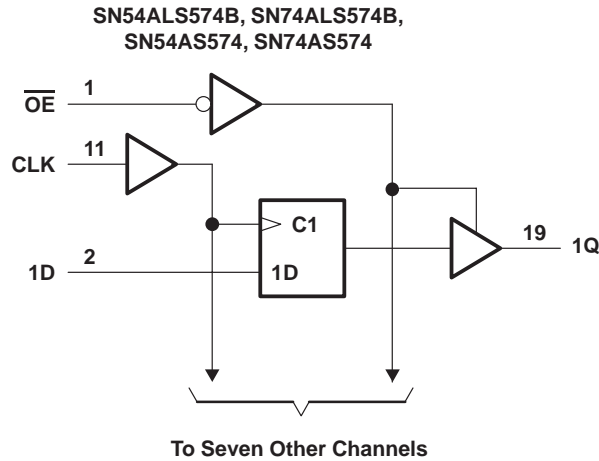 SN54ALS574B, SN74ALS574B,
SN54AS574, SN74AS574
OE 1
CLK 11
C1
19 1Q
1D 2
1D
To Seven Other Channels